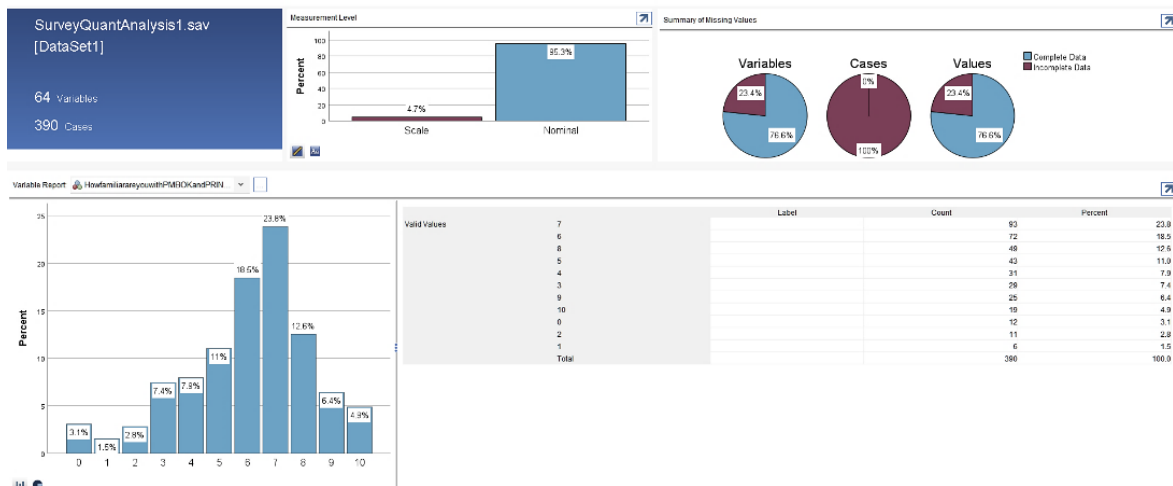 SurveyQuantAnalysis1.sav
[DataSet1]
64 Variables
390 Cases
Measurement Level
Percent
100
80
60
40
20
0
4.7%
95.3%
Scale
Nominal
Summary of Missing Values
Variables
23.4%
76.6%
Cases
0%
100%
Values
23.4%
76.6%
Complete Data
Incomplete Data
Variable Report HowfamiliarareyouwithPMBOKandPRIN...
Percent
25
20
15
10
5
0
3.1%
1.5%
2.8%
7.4%
7.9%
11%
18.5%
23.8%
12.6%
6.4%
4.9%
0 1 2 3 4 5 6 7 8 9 10
Label Count Percent
Valid Values 7 93 23.8
6 72 18.5
8 49 12.6
5 43 11.0
4 31 7.9
3 29 7.4
9 25 6.4
10 19 4.9
0 12 3.1
2 11 2.8
1 6 1.5
Total 390 100.0